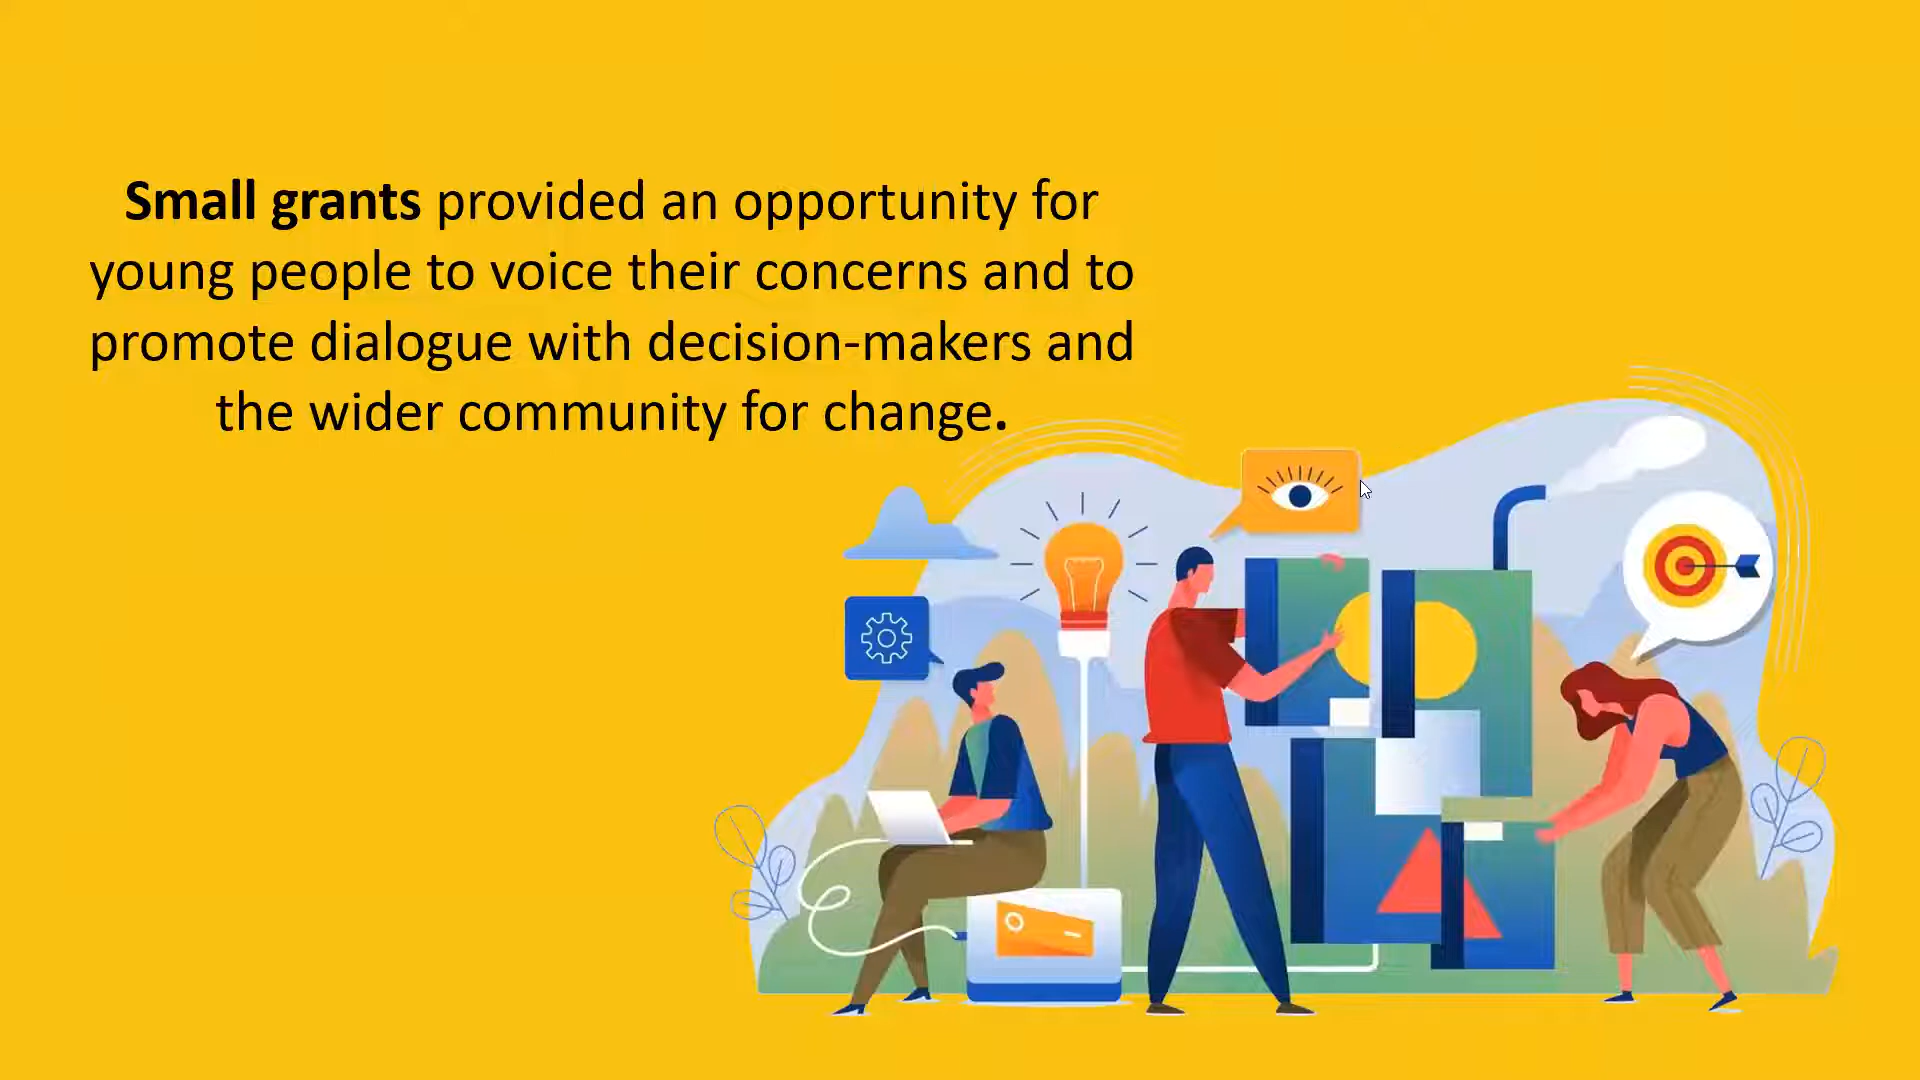 Small grants provided an opportunity for
young people to voice their concerns and to
promote dialogue with decision-makers and
the wider community for change.